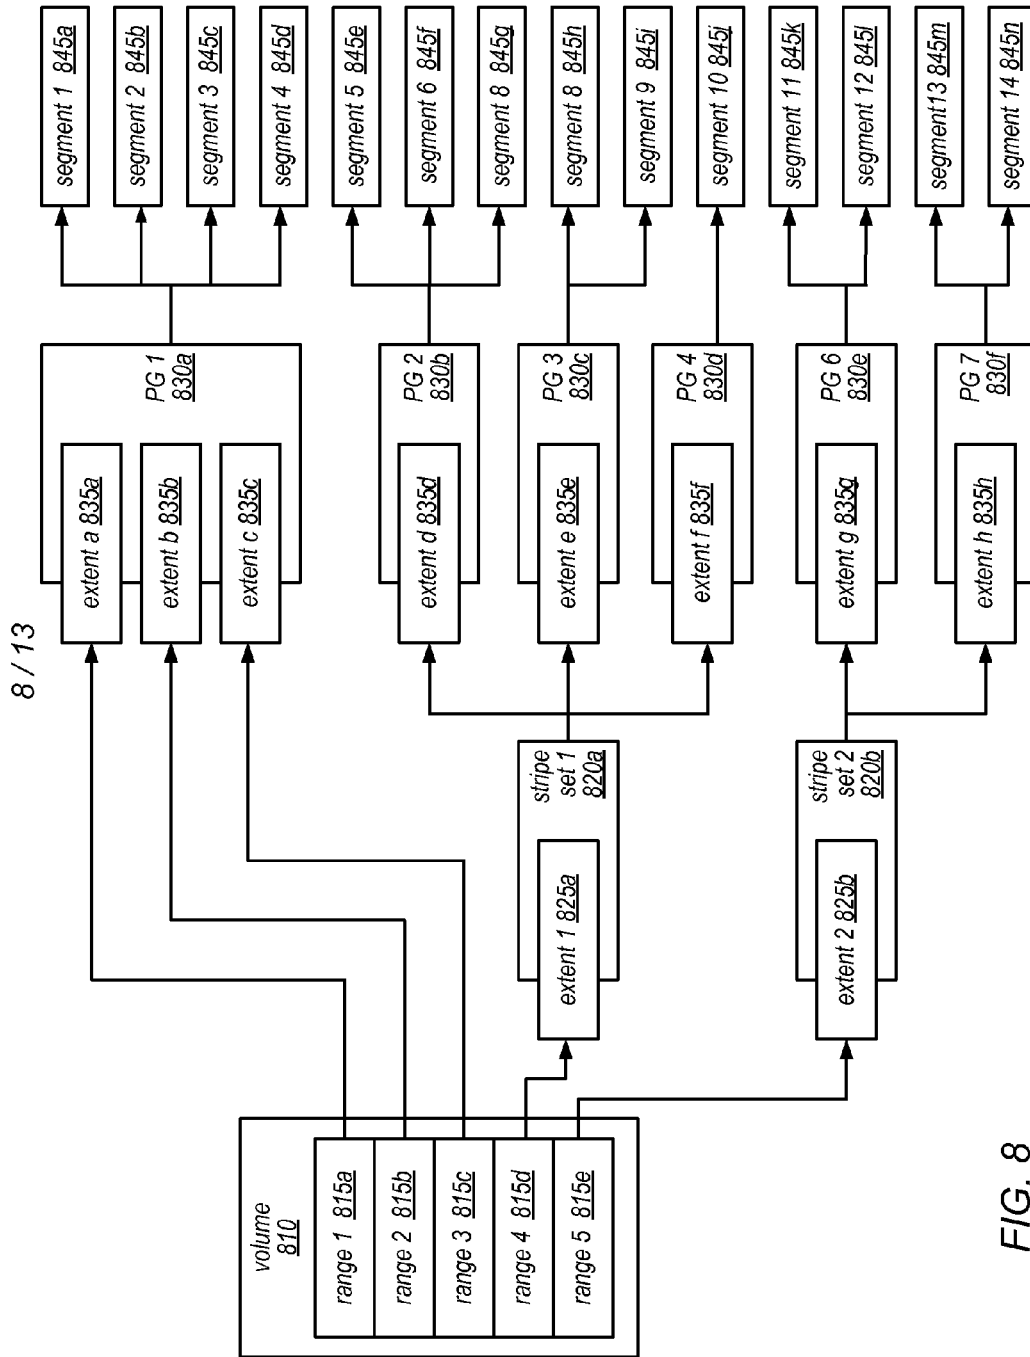 8 / 13
volume
810
range 1 815a
range 2 815b
range 3 815c
range 4 815d
range 5 815e
extent 1 825a
stripe
set 1
820a
extent 2 825b
stripe
set 2
820b
extent a 835a
extent b 835b
extent c 835c
PG 1
830a
extent d 835d
PG 2
830b
extent e 835e
PG 3
830c
extent f 835f
PG 4
830d
extent g 835g
PG 6
830e
extent h 835h
PG 7
830f
segment 1 845a
segment 2 845b
segment 3 845c
segment 4 845d
segment 5 845e
segment 6 845f
segment 8 845g
segment 8 845h
segment 9 845i
segment 10 845j
segment 11 845k
segment 12 845l
segment13 845m
segment 14 845n
FIG. 8